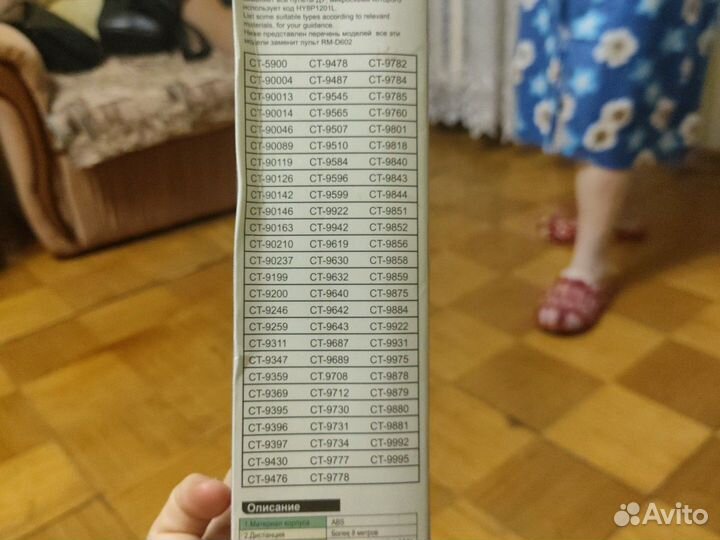 использует код HY8P1201L.
List some suitable types according to relevant
materials, for your guidance.
Ниже представлен перечень моделей все эти
модели заменит пульт RM-D602
CT-5900 CT-9478 CT-9782
CT-90004 CT-9487 CT-9784
CT-90013 CT-9545 CT-9785
CT-90014 CT-9565 CT-9760
CT-90046 CT-9507 CT-9801
CT-90089 CT-9510 CT-9818
CT-90119 CT-9584 CT-9840
CT-90126 CT-9596 CT-9843
CT-90142 CT-9599 CT-9844
CT-90146 CT-9922 CT-9851
CT-90163 CT-9942 CT-9852
CT-90210 CT-9619 CT-9856
CT-90237 CT-9630 CT-9858
CT-9199 CT-9632 CT-9859
CT-9200 CT-9640 CT-9875
CT-9246 CT-9642 CT-9884
CT-9259 CT-9643 CT-9922
CT-9311 CT-9687 CT-9931
CT-9347 CT-9689 CT-9975
CT-9359 CT.9708 CT-9878
CT-9369 CT-9712 CT-9879
CT-9395 CT-9730 CT-9880
CT-9396 CT-9731 CT-9881
CT-9397 CT-9734 CT-9992
CT-9430 CT-9777 CT-9995
CT-9476 CT-9778
Описание
1.Материал корпуса ABS
2.Дистанция Более 8 метров
Avito